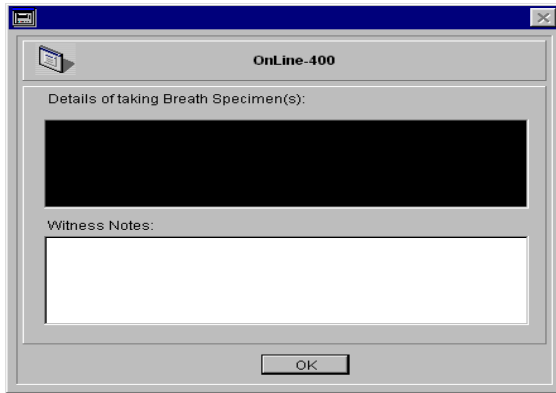 OnLine-400
Details of taking Breath Specimen(s):
Witness Notes:
OK